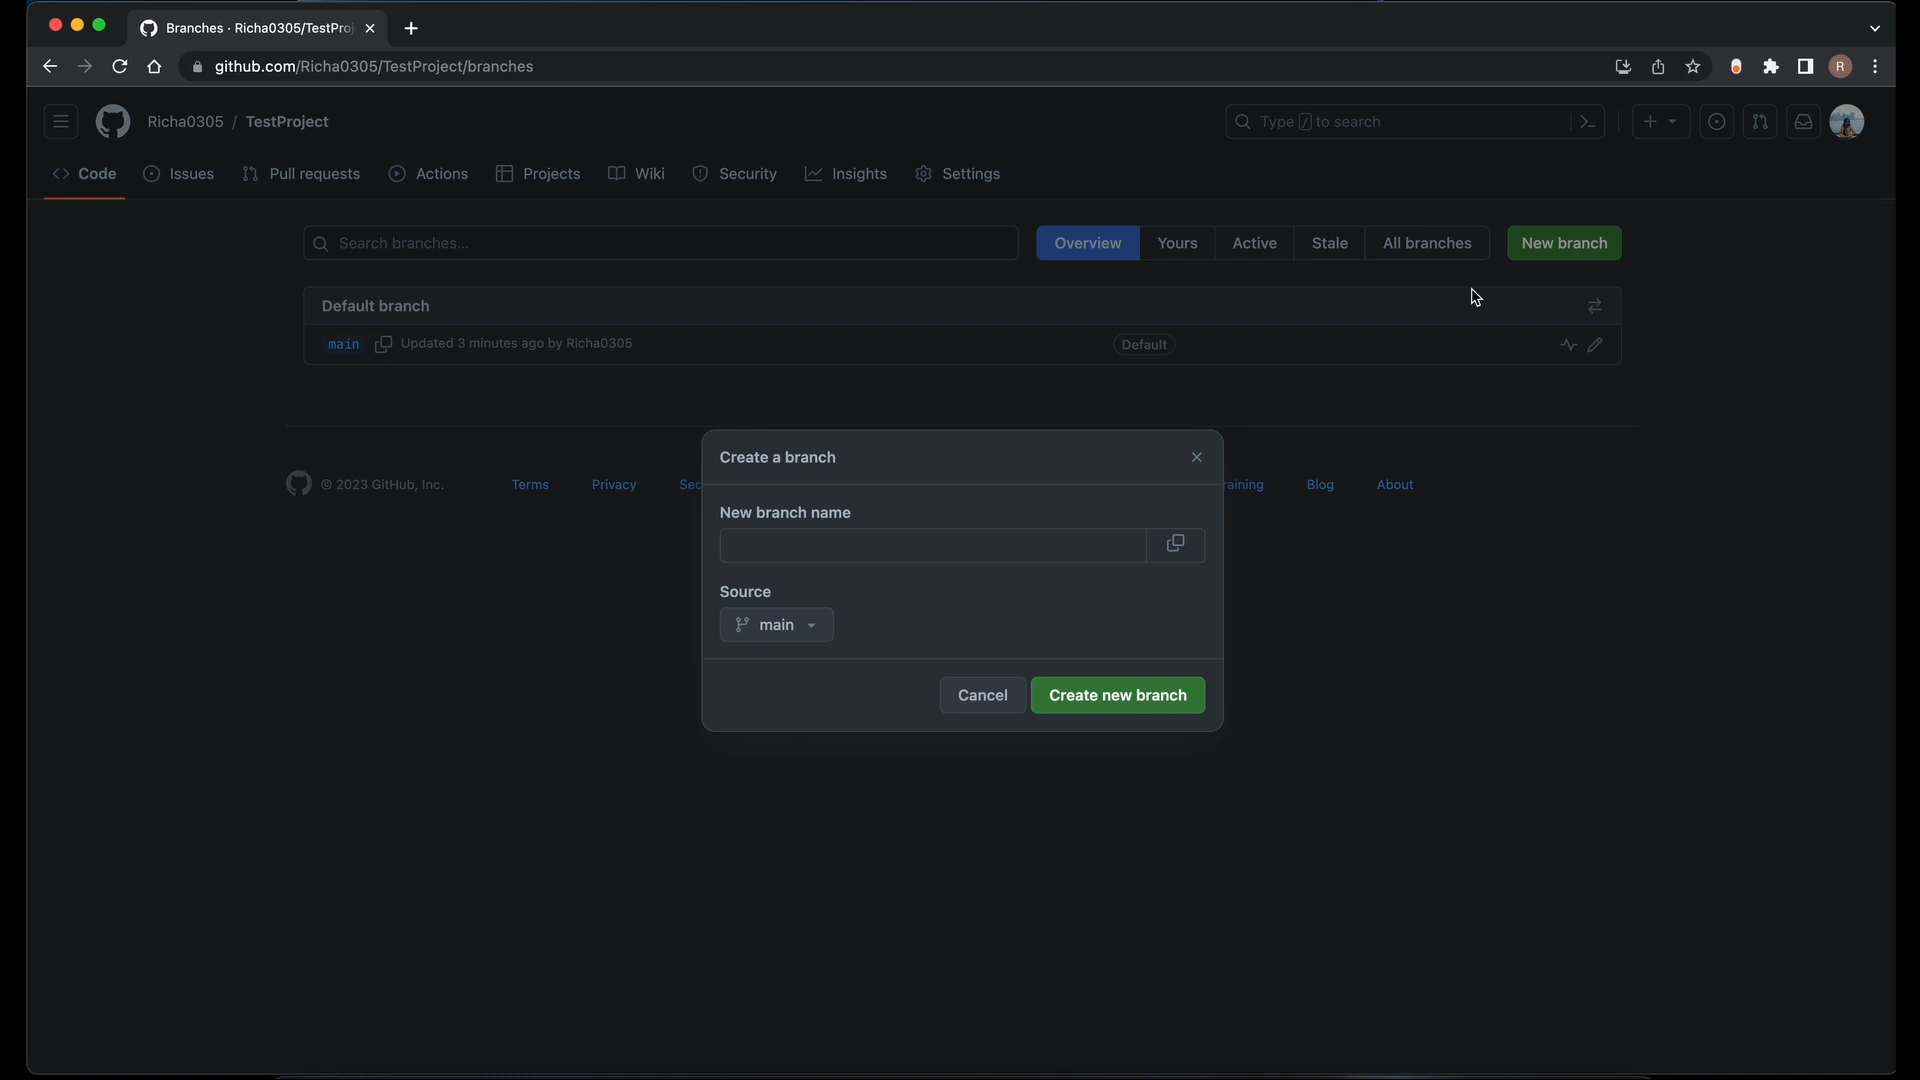 Branches · Richa0305/TestProj
github.com/Richa0305/TestProject/branches
R
Richa0305 / TestProject
Type / to search
Code Issues Pull requests Actions Projects Wiki Security Insights Settings
Search branches...
Overview Yours Active Stale All branches New branch
Default branch
main Updated 3 minutes ago by Richa0305 Default
Create a branch
© 2023 GitHub, Inc. Terms Privacy Sec raining Blog About
New branch name
Source
main
Cancel Create new branch